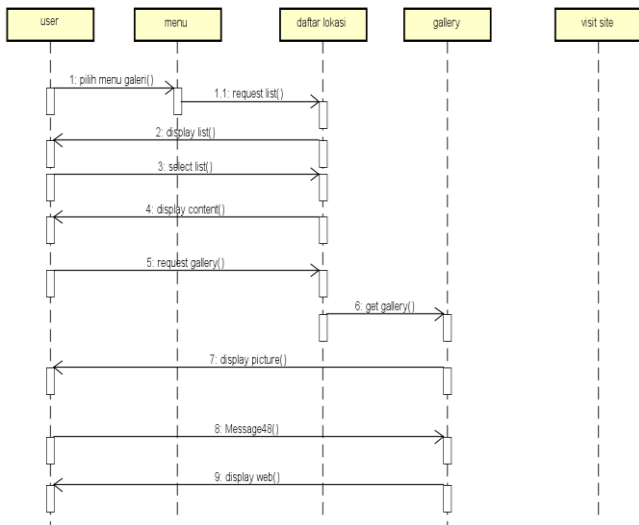 user
menu
daftar lokasi
gallery
visit site
1: pilih menu galeri()
1.1: request list()
2: display list()
3: select list()
4: display content()
5: request gallery()
6: get gallery()
7: display picture()
8: Message48()
9: display web()